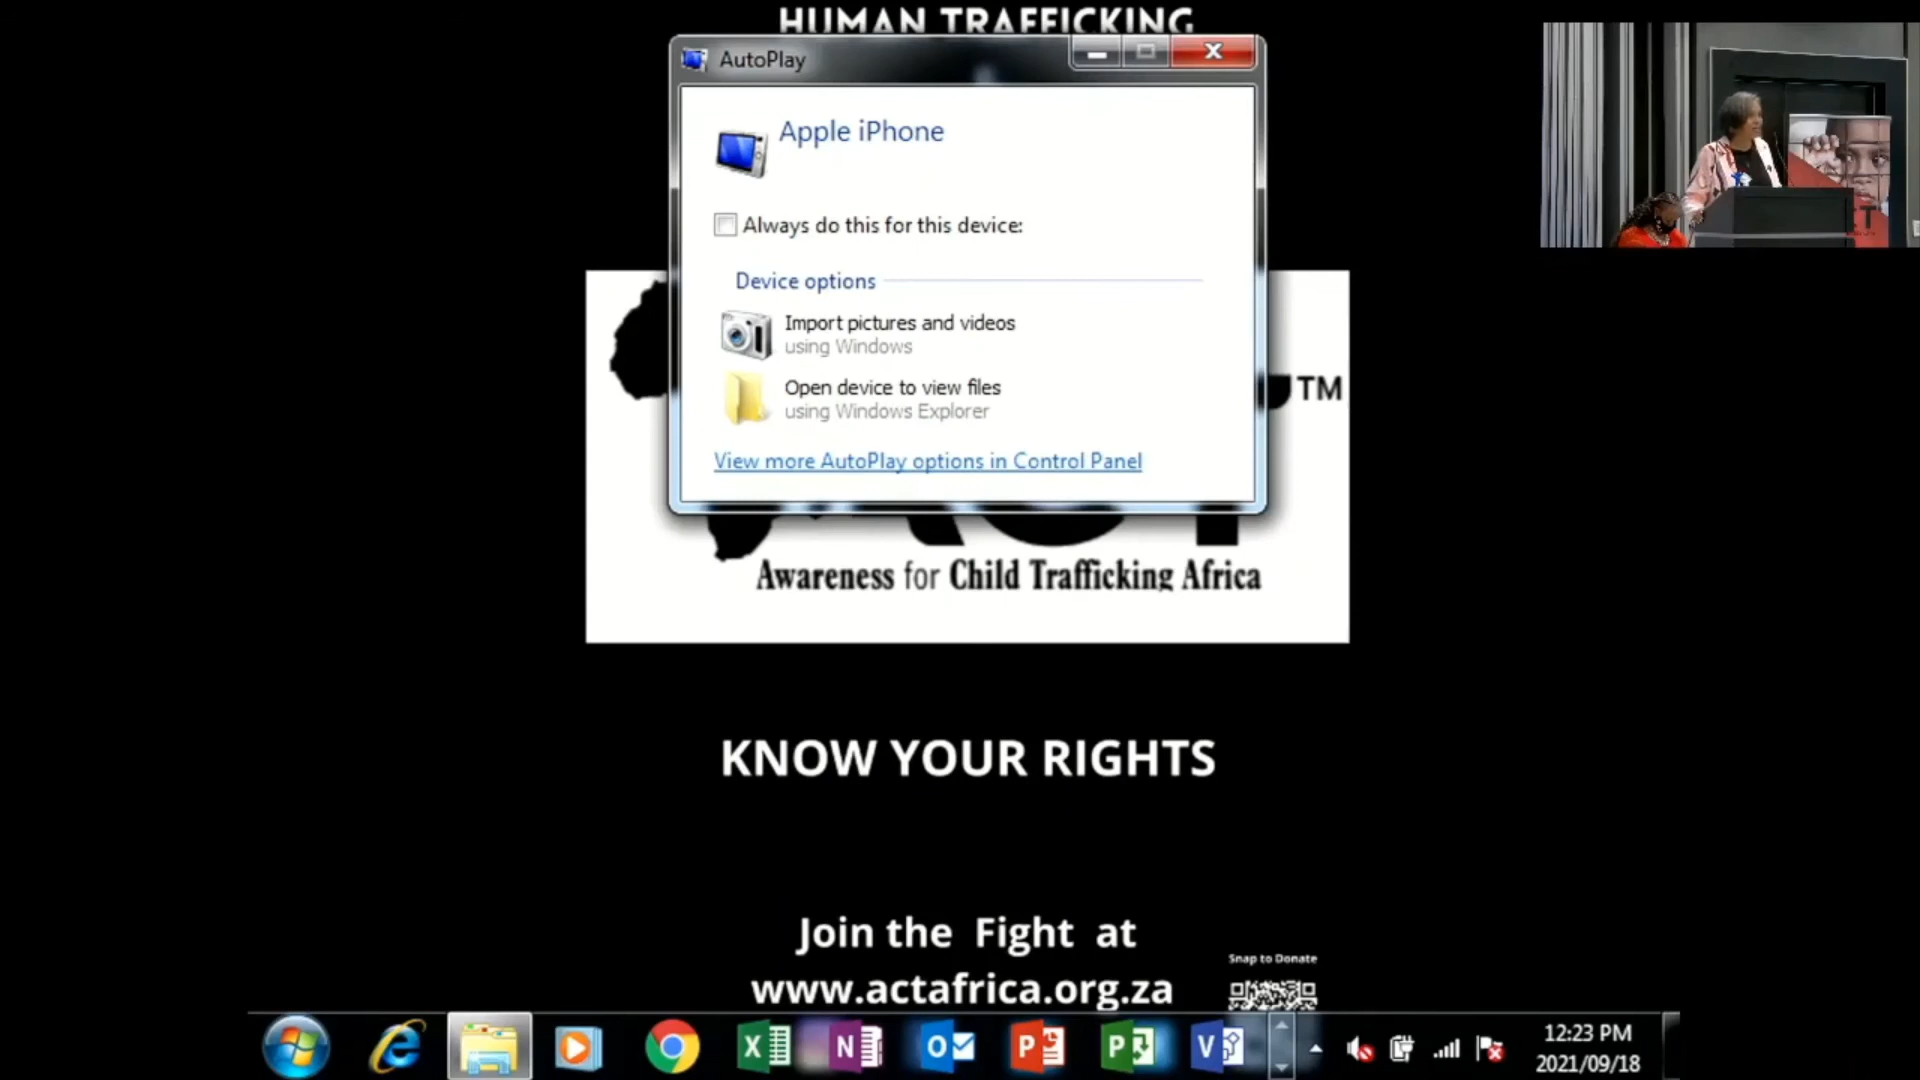 HUMAN TRAFFICKING
AutoPlay
Apple iPhone
Always do this for this device:
Device options
Import pictures and videos
using Windows
Open device to view files
using Windows Explorer
View more AutoPlay options in Control Panel
TM
Awareness for Child Trafficking Africa
KNOW YOUR RIGHTS
Join the Fight at
www.actafrica.org.za
Snap to Donate
12:23 PM
2021/09/18